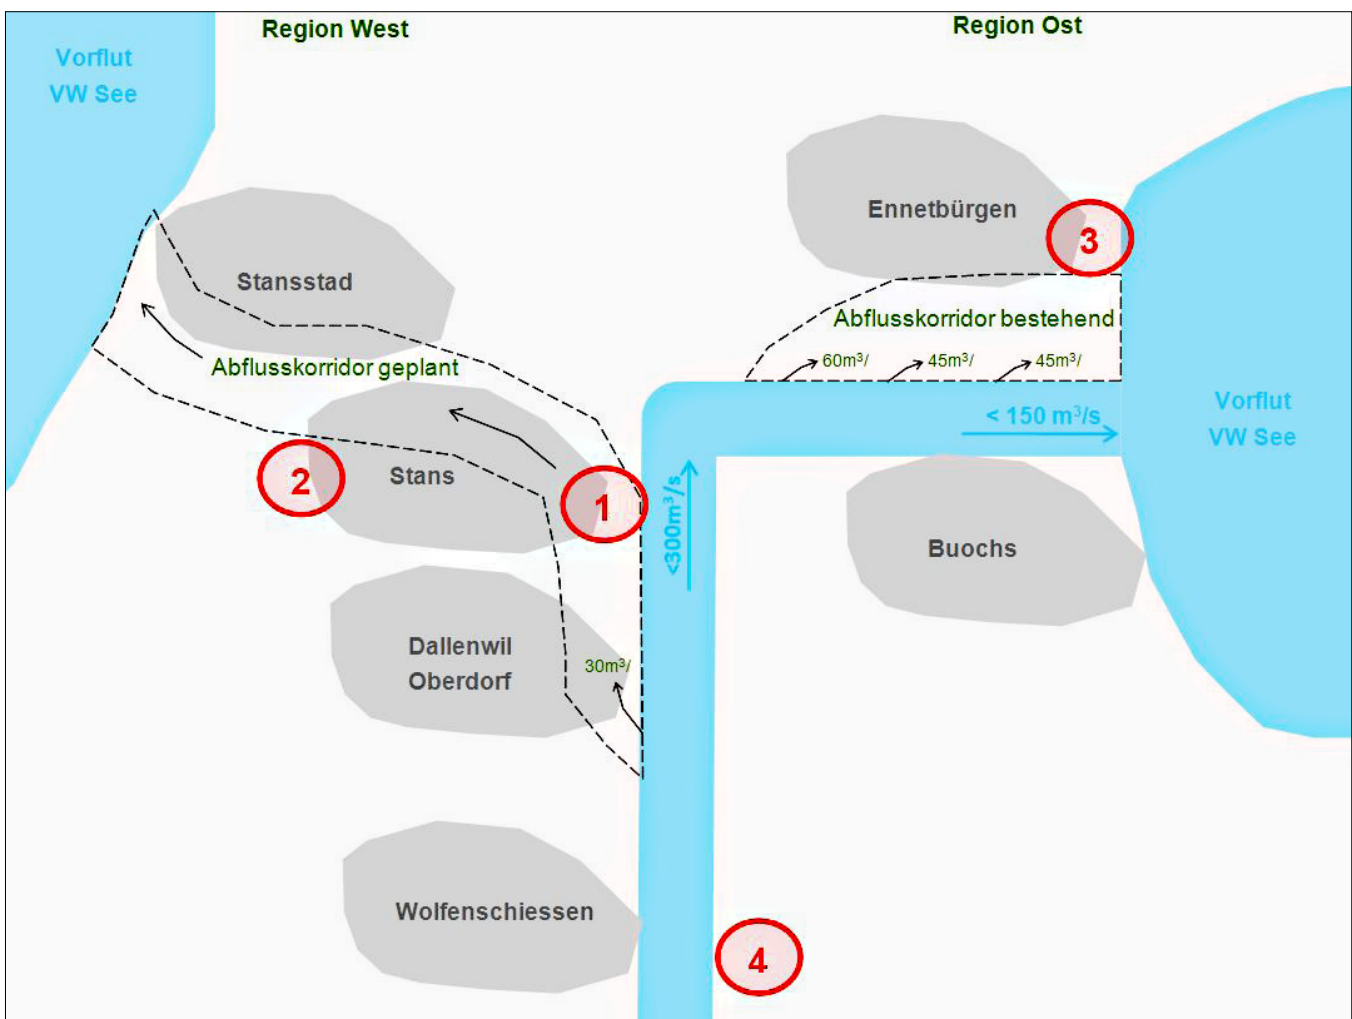 Region West
Region Ost
Vorflut
VW See
Ennetbürgen
3
Stansstad
Abflusskorridor bestehend
60m³/
45m³/
45m³/
Abflusskorridor geplant
< 150 m³/s
Vorflut
VW See
2
Stans
1
<300m³/s
Buochs
Dallenwil
Oberdorf
30m³/
Wolfenschiessen
4